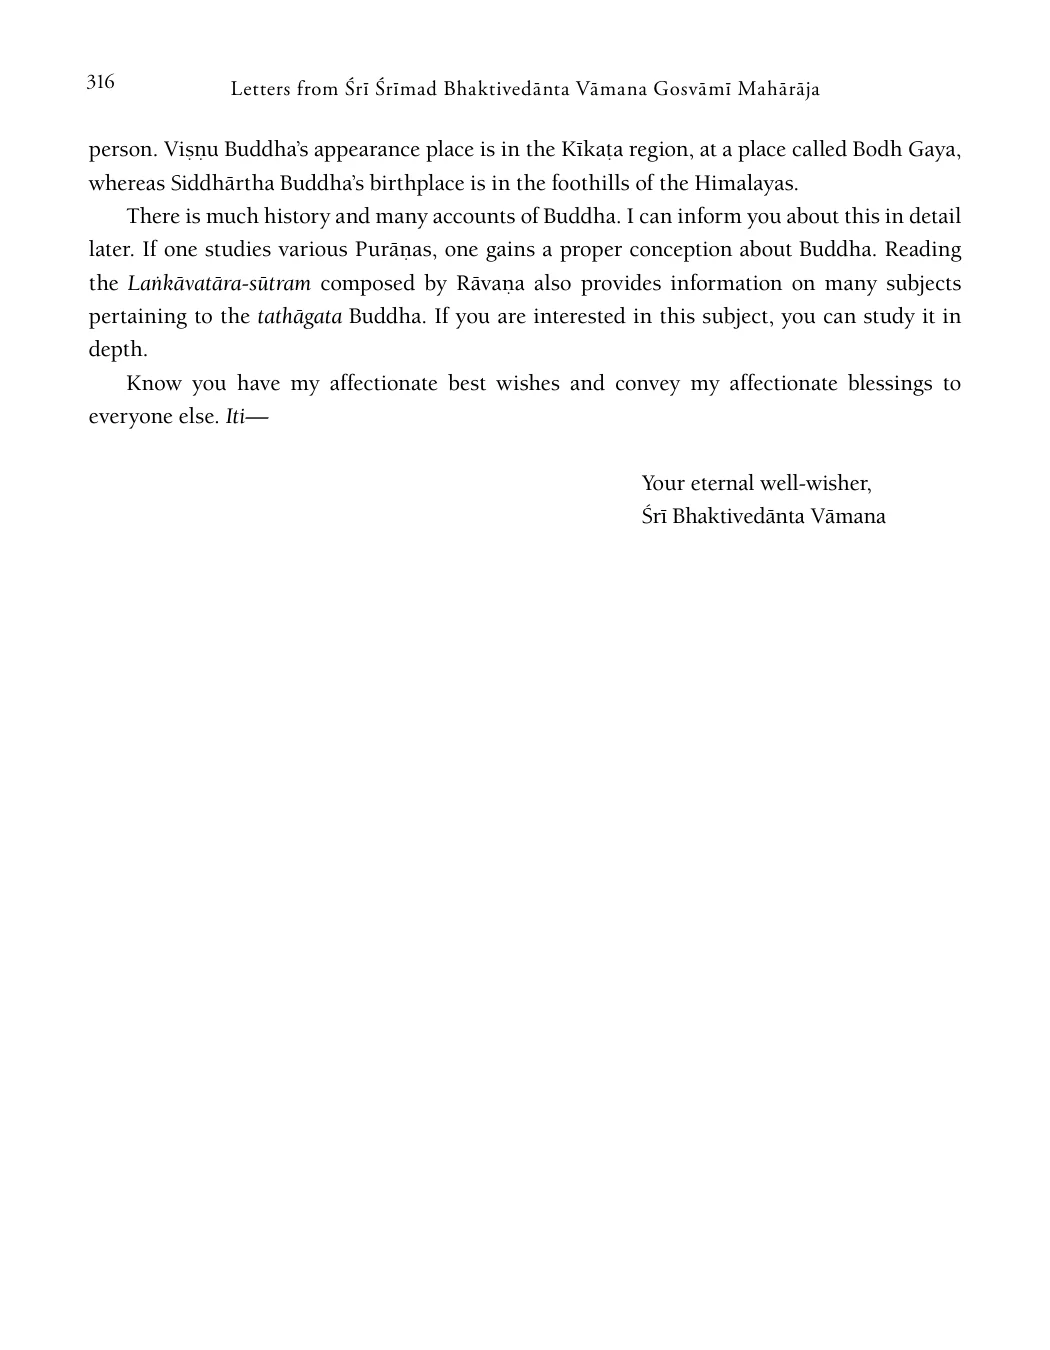 316
Letters from Śrī Śrīmad Bhaktivedānta Vāmana Gosvāmī Mahārāja
person. Viṣṇu Buddha’s appearance place is in the Kīkaṭa region, at a place called Bodh Gaya,
whereas Siddhārtha Buddha’s birthplace is in the foothills of the Himalayas.
There is much history and many accounts of Buddha. I can inform you about this in detail
later. If one studies various Purāṇas, one gains a proper conception about Buddha. Reading
the Laṅkāvatāra-sūtram composed by Rāvaṇa also provides information on many subjects
pertaining to the tathāgata Buddha. If you are interested in this subject, you can study it in
depth.
Know you have my affectionate best wishes and convey my affectionate blessings to
everyone else. Iti—
Your eternal well-wisher,
Śrī Bhaktivedānta Vāmana